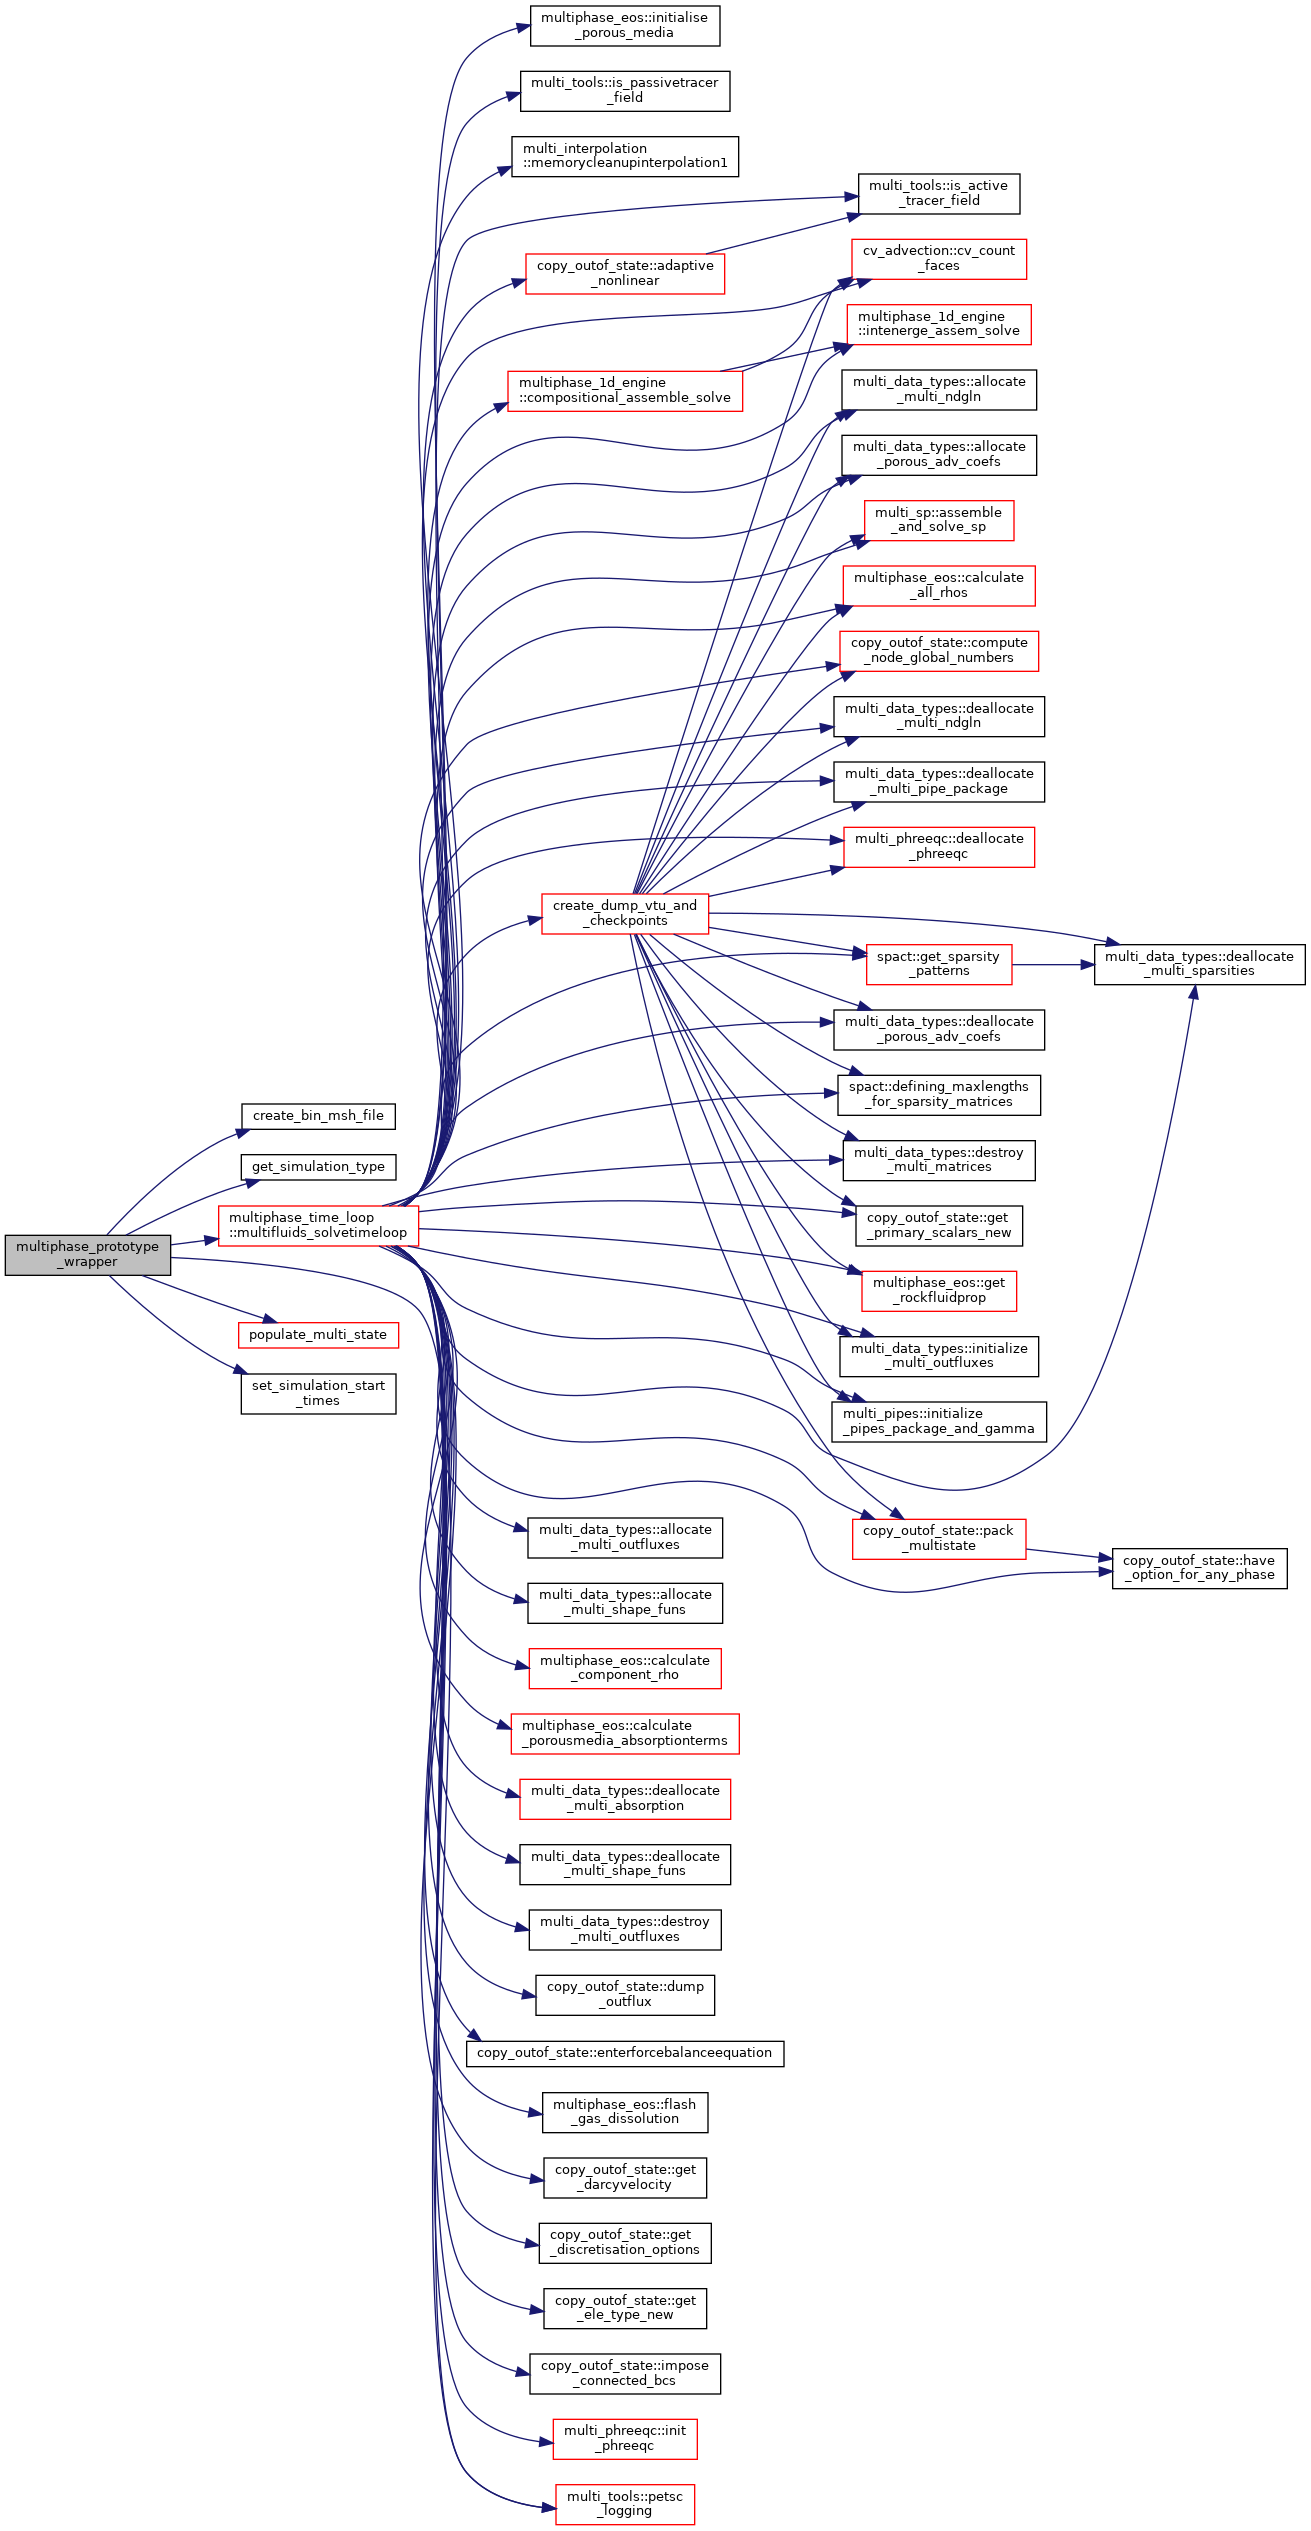 multiphase_eos::initialise
_porous_media
multi_tools::is_passivetracer
_field
multi_interpolation
::memorycleanupinterpolation1
multi_tools::is_active
_tracer_field
cv_advection::cv_count
_faces
copy_outof_state::adaptive
_nonlinear
multiphase_1d_engine
::intenerge_assem_solve
multiphase_1d_engine
::compositional_assemble_solve
multi_data_types::allocate
_multi_ndgln
multi_data_types::allocate
_porous_adv_coefs
multi_sp::assemble
_and_solve_sp
multiphase_eos::calculate
_all_rhos
copy_outof_state::compute
_node_global_numbers
multi_data_types::deallocate
_multi_ndgln
multi_data_types::deallocate
_multi_pipe_package
multi_phreeqc::deallocate
_phreeqc
create_dump_vtu_and
_checkpoints
spact::get_sparsity
_patterns
multi_data_types::deallocate
_multi_sparsities
multi_data_types::deallocate
_porous_adv_coefs
spact::defining_maxlengths
_for_sparsity_matrices
create_bin_msh_file
multi_data_types::destroy
_multi_matrices
get_simulation_type
multiphase_time_loop
::multifluids_solvetimeloop
copy_outof_state::get
_primary_scalars_new
multiphase_prototype
_wrapper
multiphase_eos::get
_rockfluidprop
populate_multi_state
multi_data_types::initialize
_multi_outfluxes
set_simulation_start
_times
multi_pipes::initialize
_pipes_package_and_gamma
multi_data_types::allocate
_multi_outfluxes
copy_outof_state::pack
_multistate
copy_outof_state::have
_option_for_any_phase
multi_data_types::allocate
_multi_shape_funs
multiphase_eos::calculate
_component_rho
multiphase_eos::calculate
_porousmedia_absorptionterms
multi_data_types::deallocate
_multi_absorption
multi_data_types::deallocate
_multi_shape_funs
multi_data_types::destroy
_multi_outfluxes
copy_outof_state::dump
_outflux
copy_outof_state::enterforcebalanceequation
multiphase_eos::flash
_gas_dissolution
copy_outof_state::get
_darcyvelocity
copy_outof_state::get
_discretisation_options
copy_outof_state::get
_ele_type_new
copy_outof_state::impose
_connected_bcs
multi_phreeqc::init
_phreeqc
multi_tools::petsc
_logging